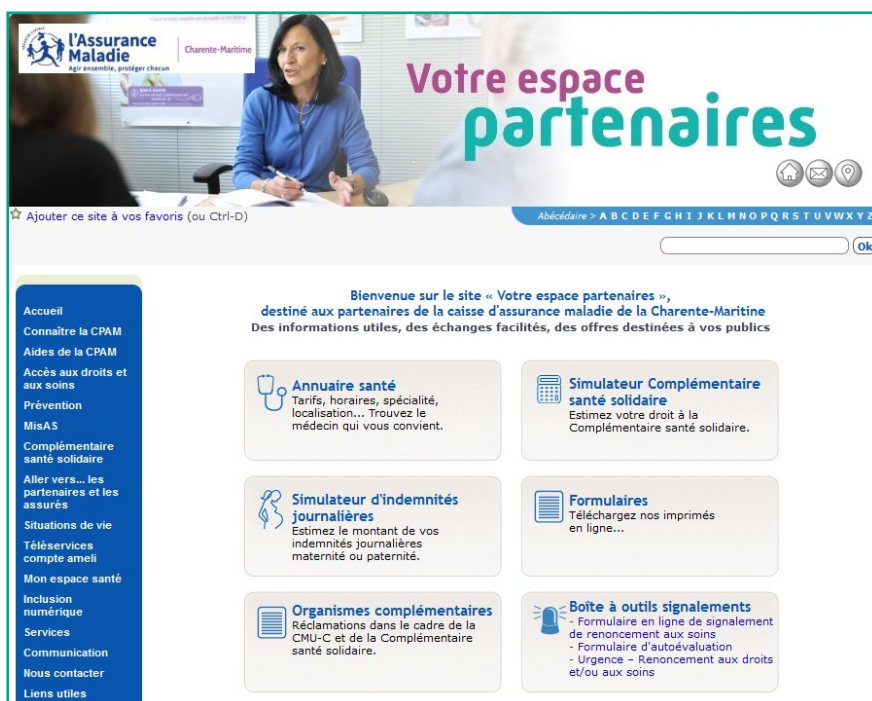 l'Assurance
Maladie
Agir ensemble, protéger chacun
Charente-Maritime
Votre espace
partenaires
Ajouter ce site à vos favoris (ou Ctrl-D)
Abécédaire > A B C D E F G H I J K L M N O P Q R S T U V W X Y Z
Ok
Accueil
Connaître la CPAM
Aides de la CPAM
Accès aux droits et
aux soins
Prévention
MisAS
Complémentaire
santé solidaire
Aller vers... les
partenaires et les
assurés
Situations de vie
Téléservices
compte ameli
Mon espace santé
Inclusion
numérique
Services
Communication
Nous contacter
Liens utiles
Bienvenue sur le site « Votre espace partenaires »,
destiné aux partenaires de la caisse d'assurance maladie de la Charente-Maritine
Des informations utiles, des échanges facilités, des offres destinées à vos publics
Annuaire santé
Tarifs, horaires, spécialité,
localisation... Trouvez le
médecin qui vous convient.
Simulateur Complémentaire
santé solidaire
Estimez votre droit à la
Complémentaire santé solidaire.
Simulateur d'indemnités
journalières
Estimez le montant de vos
indemnités journalières
maternité ou paternité.
Formulaires
Téléchargez nos imprimés
en ligne...
Organismes complémentaires
Réclamations dans le cadre de la
CMU-C et de la Complémentaire
santé solidaire.
Boîte à outils signalements
- Formulaire en ligne de signalement
de renoncement aux soins
- Formulaire d'autoévaluation
- Urgence – Renoncement aux droits
et/ou aux soins